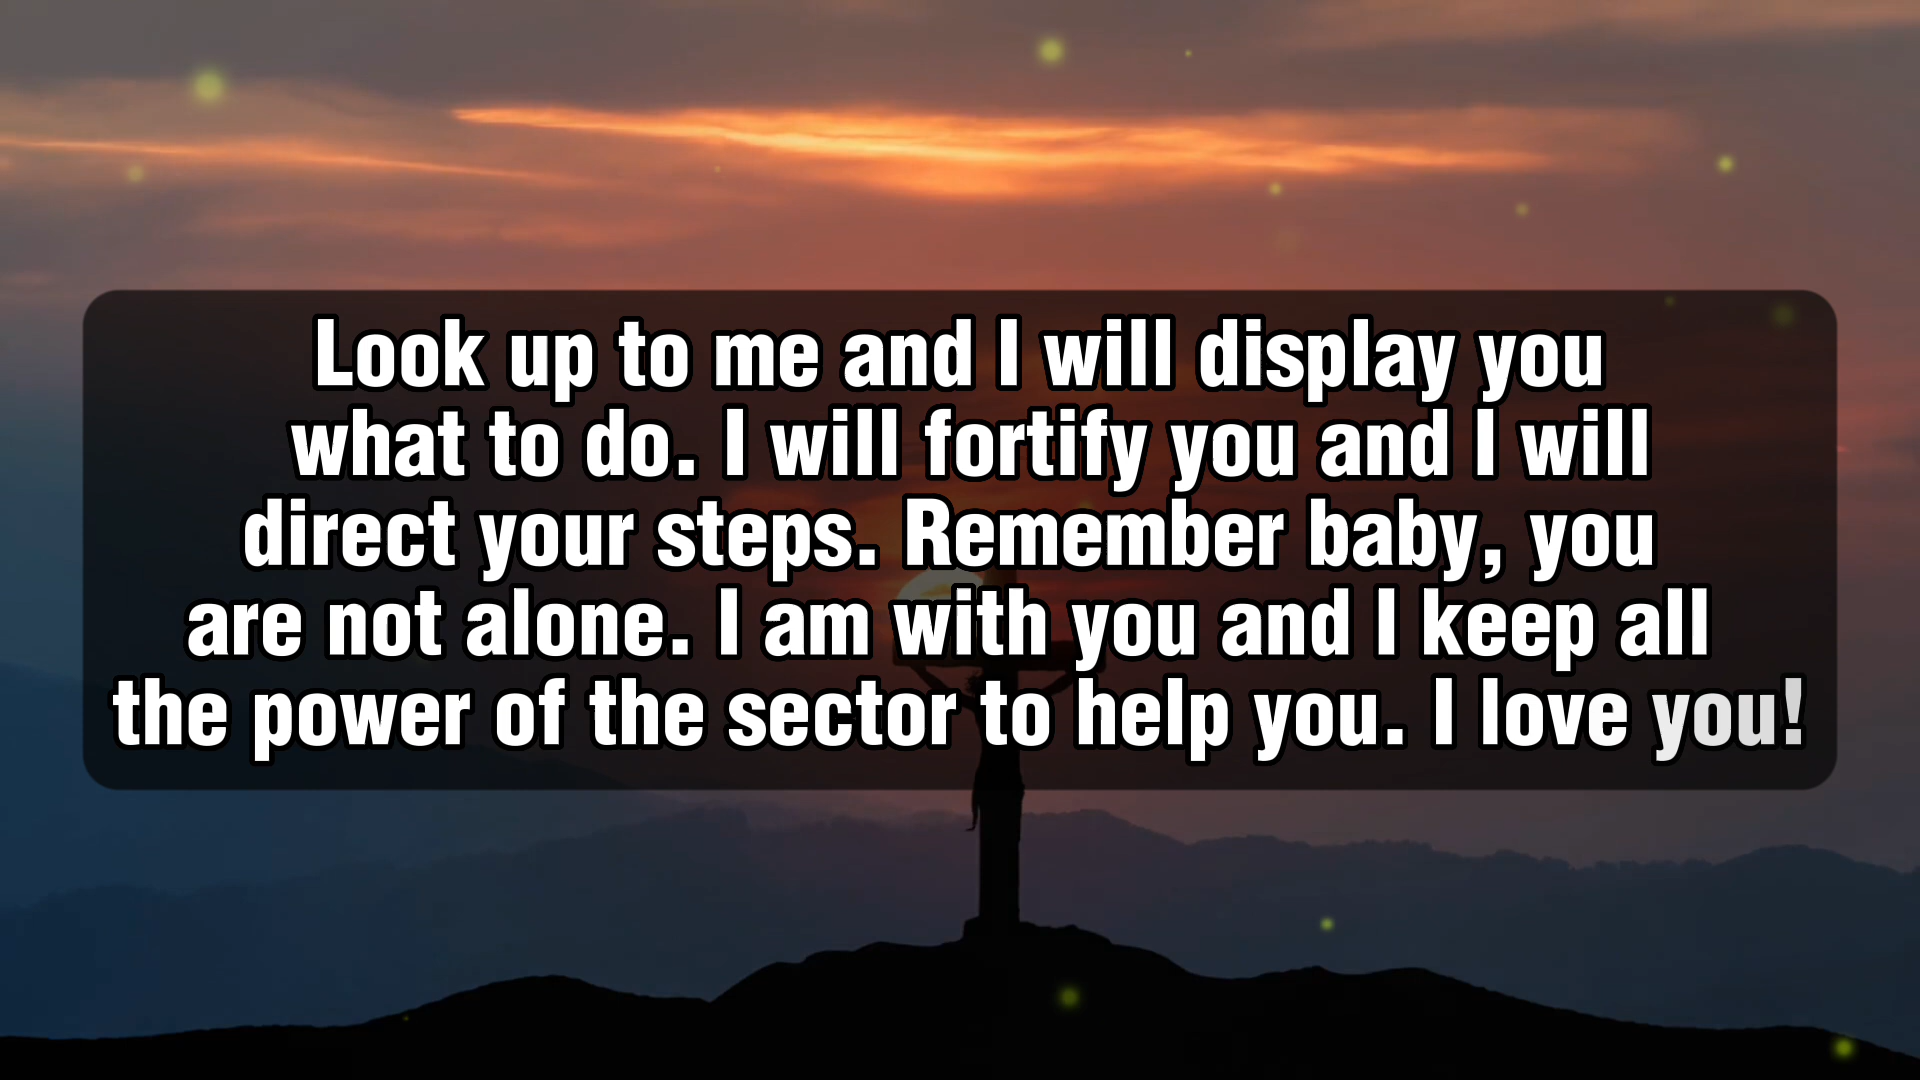 Look up to me and I will display you
what to do. I will fortify you and I will
direct your steps. Remember baby, you
are not alone. I am with you and I keep all
the power of the sector to help you. I love you!